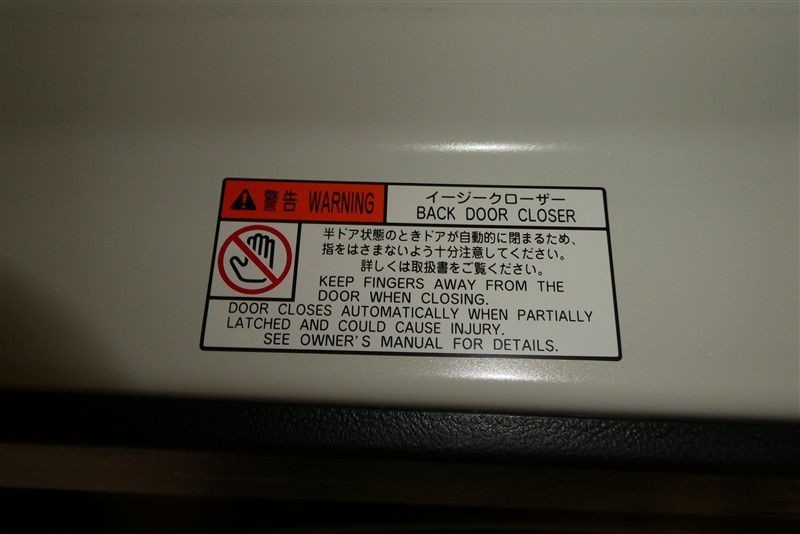 警告 WARNING
イージークローザー
BACK DOOR CLOSER
半ドア状態のときドアが自動的に閉まるため、
指をはさまないよう十分注意してください。
詳しくは取扱書をご覧ください。
KEEP FINGERS AWAY FROM THE
DOOR WHEN CLOSING.
DOOR CLOSES AUTOMATICALLY WHEN PARTIALLY
LATCHED AND COULD CAUSE INJURY.
SEE OWNER'S MANUAL FOR DETAILS.